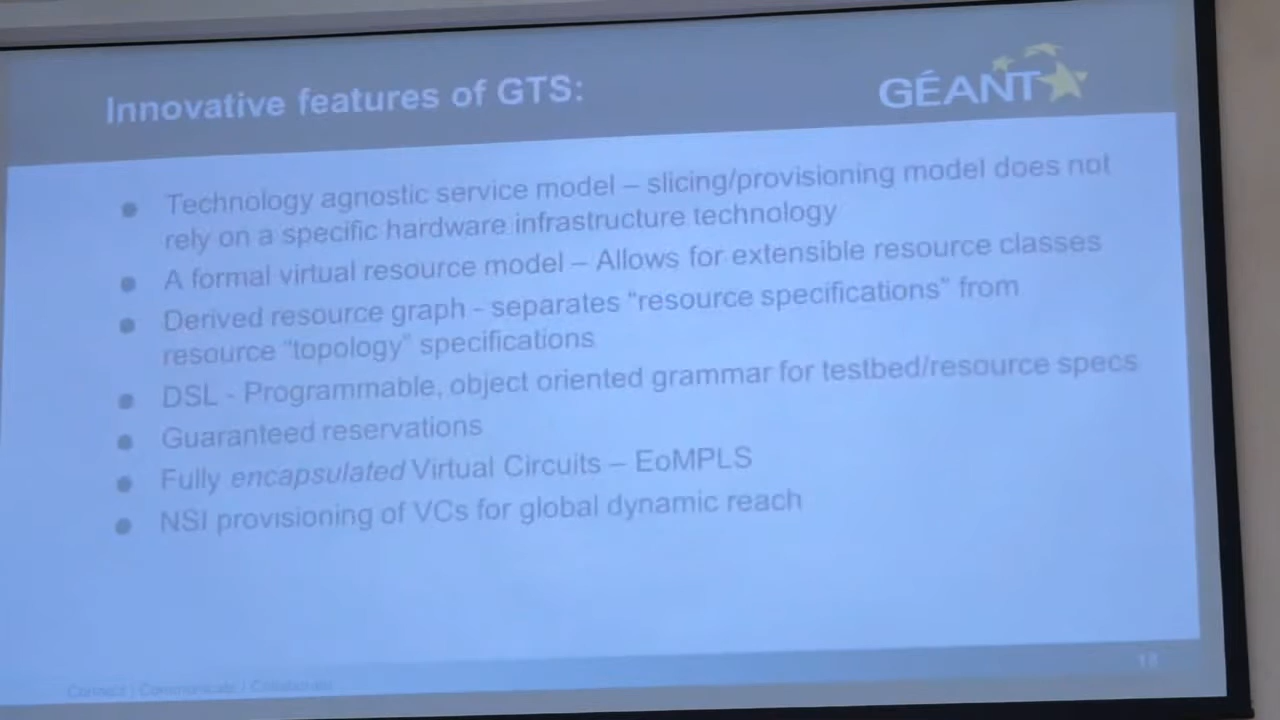 Innovative features of GTS:
GÉANT
Technology agnostic service model – slicing/provisioning model does not
rely on a specific hardware infrastructure technology
A formal virtual resource model – Allows for extensible resource classes
Derived resource graph - separates “resource specifications” from
resource “topology” specifications
DSL - Programmable, object oriented grammar for testbed/resource specs
Guaranteed reservations
Fully encapsulated Virtual Circuits – EoMPLS
NSI provisioning of VCs for global dynamic reach
Connect | Communicate / Collaborate